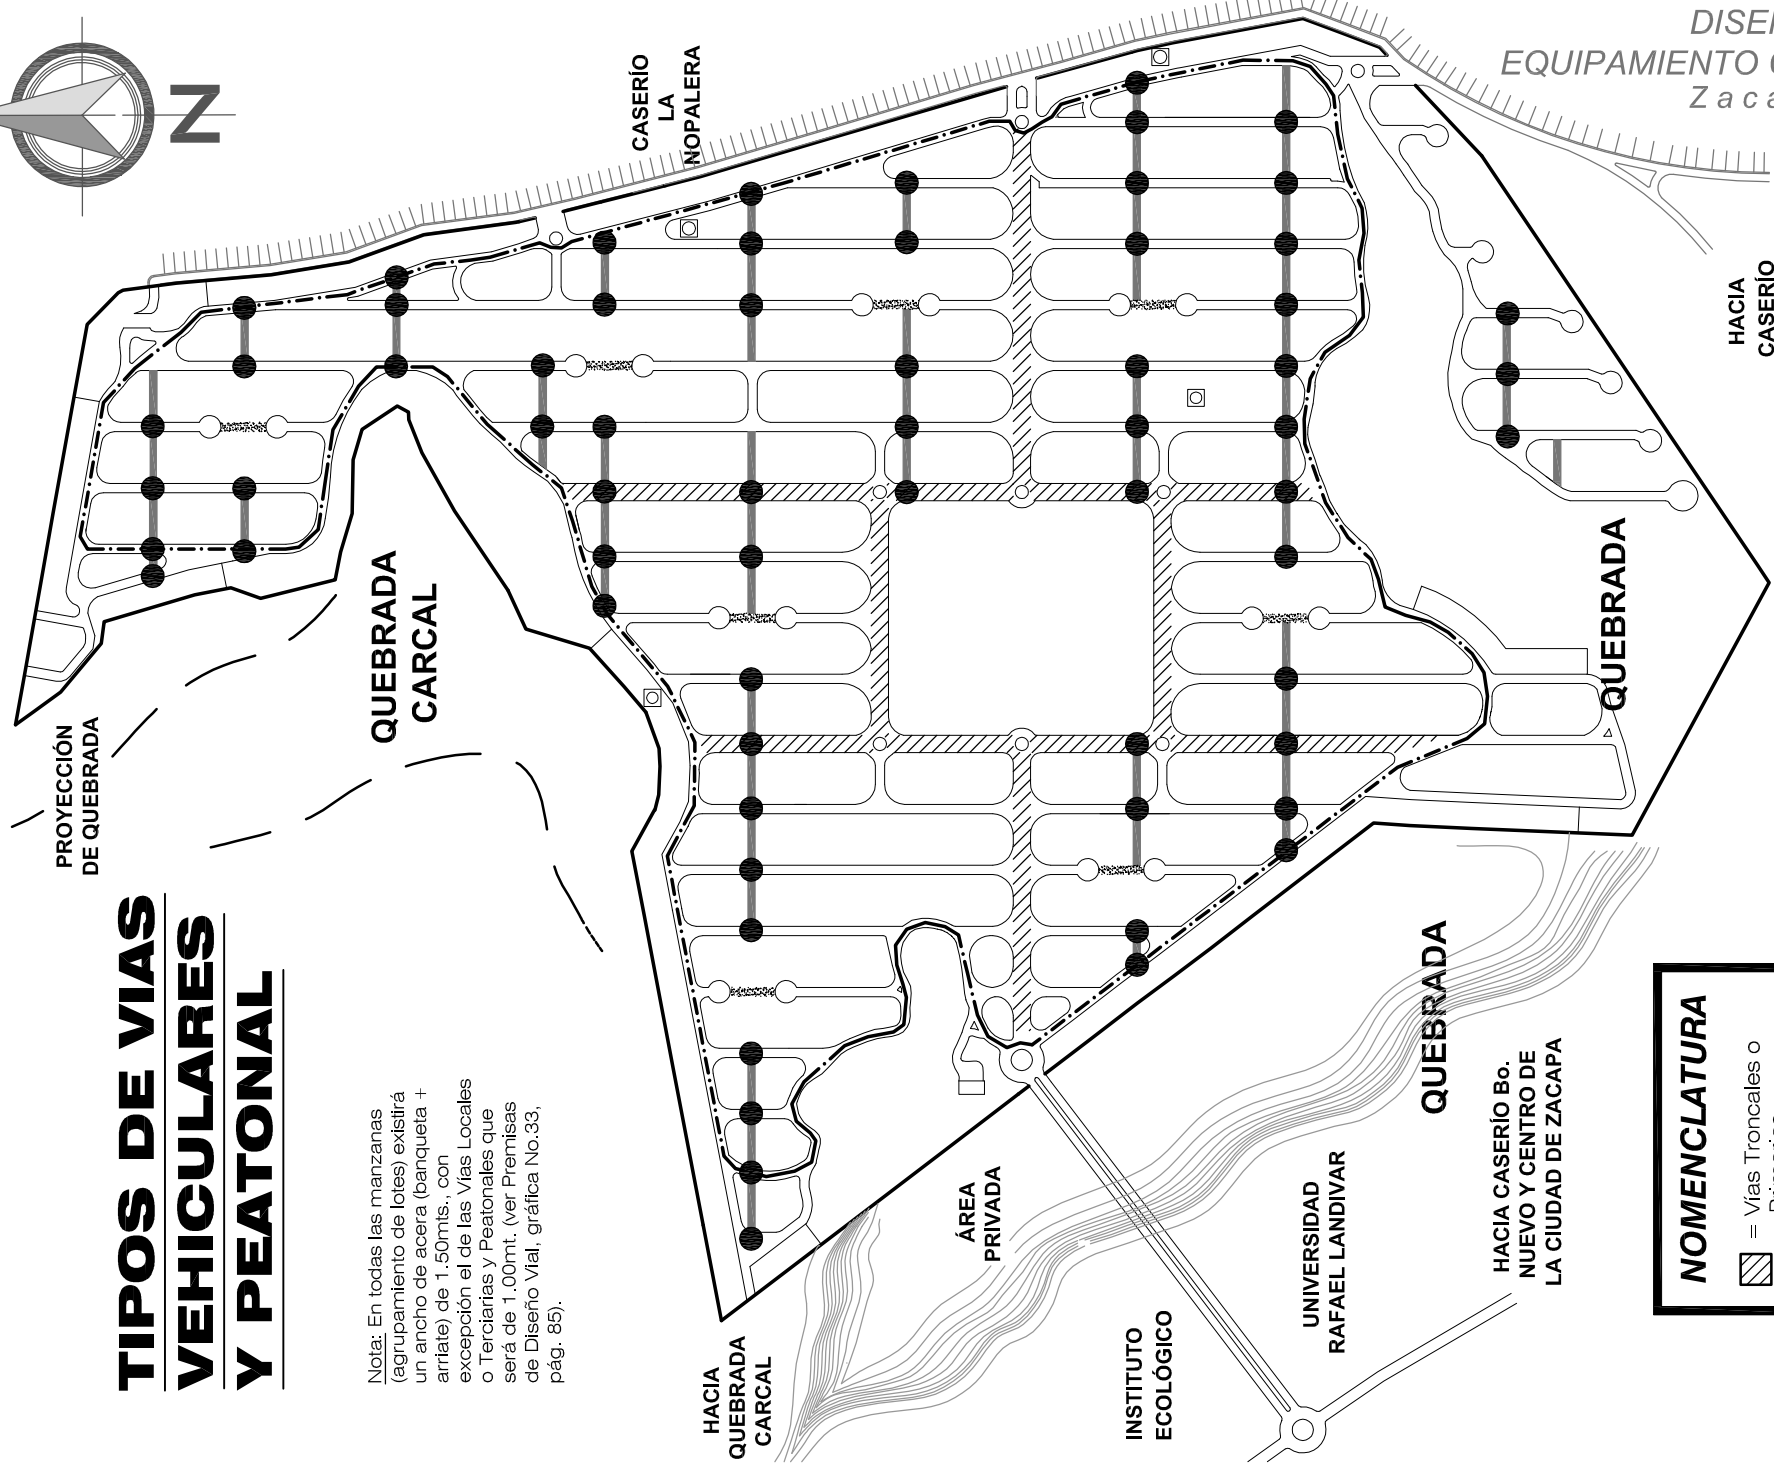 TIPOS DE VIAS
VEHICULARES
Y PEATONAL
Nota: En todas las manzanas
(agrupamiento de lotes) existirá
un ancho de acera (banqueta +
arriate) de 1.50mts., con
excepción el de las Vías Locales
o Terciarias y Peatonales que
será de 1.00mt. (ver Premisas
de Diseño Vial, gráfica No.33,
pág. 85).
N
PROYECCIÓN
DE QUEBRADA
QUEBRADA
CARCAL
CASERÍO
LA
NOPALERA
HACIA
QUEBRADA
CARCAL
ÁREA
PRIVADA
INSTITUTO
ECOLÓGICO
UNIVERSIDAD
RAFAEL LANDIVAR
QUEBRADA
HACIA CASERÍO Bo.
NUEVO Y CENTRO DE
LA CIUDAD DE ZACAPA
QUEBRADA
HACIA
CASERÍO
NOMENCLATURA
= Vías Troncales o
DISE
EQUIPAMIENTO
Zaca